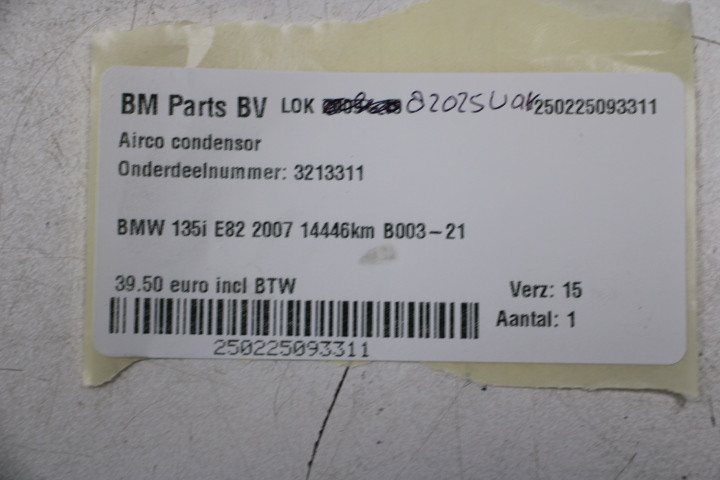 BM Parts BV LOK 250225093311
Airco condensor
Onderdeelnummer: 3213311
BMW 135i E82 2007 14446km B003-21
39.50 euro incl BTW Verz: 15
Aantal: 1
250225093311